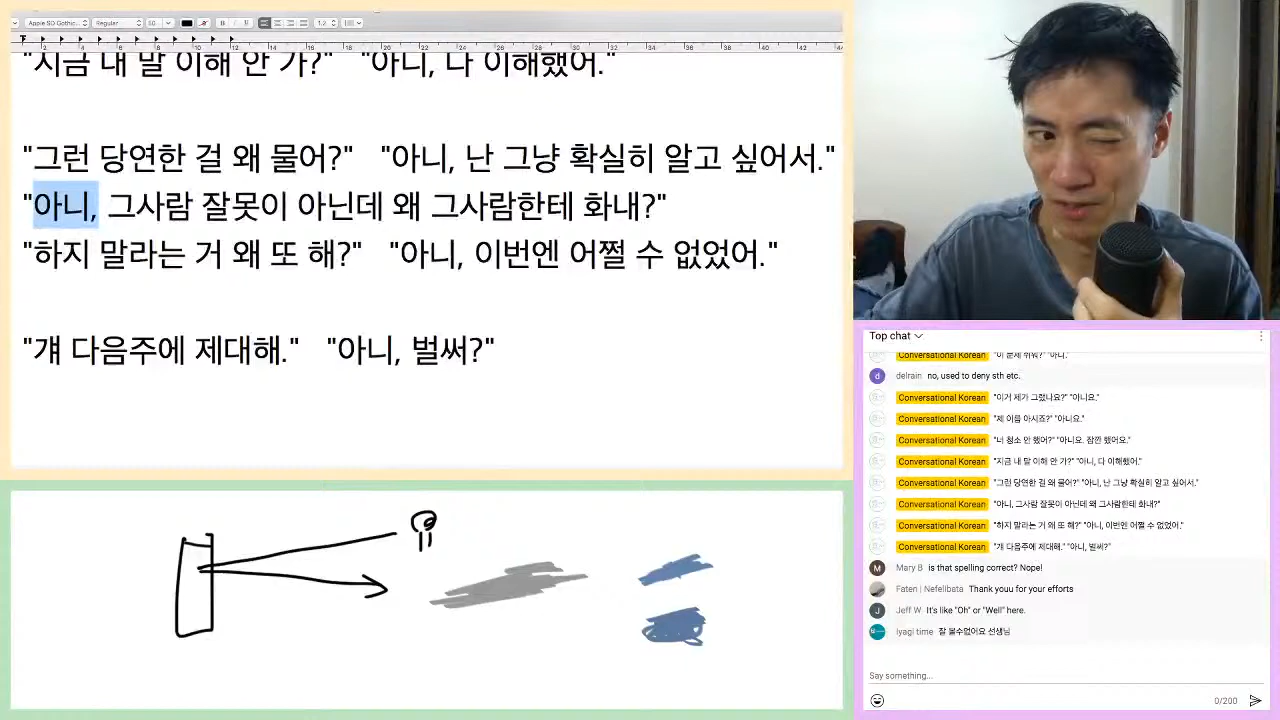 Apple SD Gothic...
Regular
"지금 내 말 이해 안 가?" "아니, 다 이해했어."
"그런 당연한 걸 왜 물어?" "아니, 난 그냥 확실히 알고 싶어서."
"아니, 그사람 잘못이 아닌데 왜 그사람한테 화내?"
"하지 말라는 거 왜 또 해?" "아니, 이번엔 어쩔 수 없었어."
"걔 다음주에 제대해." "아니, 벌써?"
Top chat
Conversational Korean "이 문제 쉬워?" "아니."
delrain no, used to deny sth etc.
Conversational Korean "이거 제가 그랬나요?" "아니요."
Conversational Korean "제 이름 아시죠?" "아니요."
Conversational Korean "너 청소 안 했어?" "아니요. 잠깐 했어요."
Conversational Korean "지금 내 말 이해 안 가?" "아니, 다 이해했어."
Conversational Korean "그런 당연한 걸 왜 물어?" "아니, 난 그냥 확실히 알고 싶어서."
Conversational Korean "아니, 그사람 잘못이 아닌데 왜 그사람한테 화내?"
Conversational Korean "하지 말라는 거 왜 또 해?" "아니, 이번엔 어쩔 수 없었어."
Conversational Korean "걔 다음주에 제대해." "아니, 벌써?"
Mary B is that spelling correct? Nope!
Faten | Nefelibata Thank youu for your efforts
Jeff W It's like "Oh" or "Well" here.
Iyagi time 잘 몰수없어요 선생님
Say something...
0/200